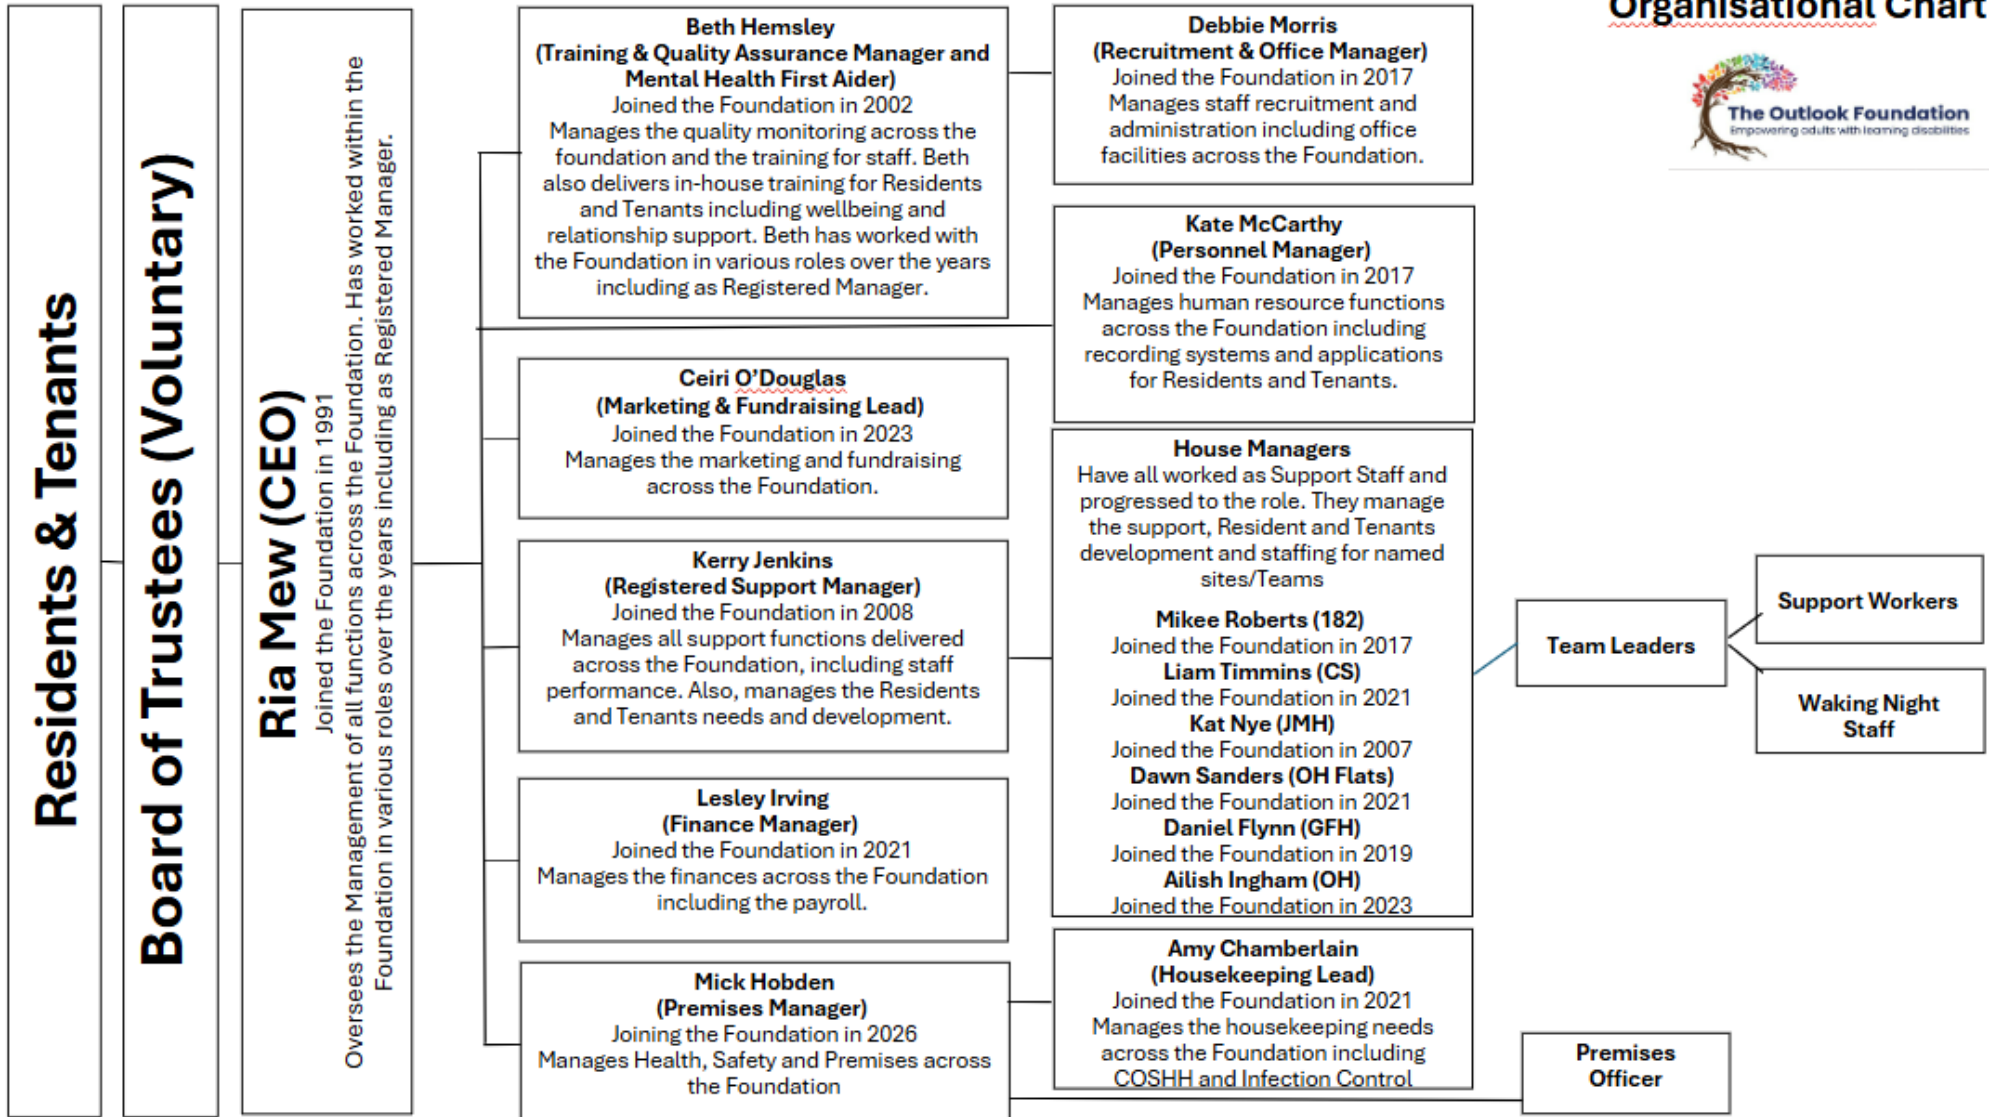 Organisational Chart
The Outlook Foundation
Empowering adults with learning disabilities
Residents & Tenants
Board of Trustees (Voluntary)
Ria Mew (CEO)
Joined the Foundation in 1991
Oversees the Management of all functions across the Foundation. Has worked within the
Foundation in various roles over the years including as Registered Manager.
Beth Hemsley
(Training & Quality Assurance Manager and
Mental Health First Aider)
Joined the Foundation in 2002
Manages the quality monitoring across the
foundation and the training for staff. Beth
also delivers in-house training for Residents
and Tenants including wellbeing and
relationship support. Beth has worked with
the Foundation in various roles over the years
including as Registered Manager.
Debbie Morris
(Recruitment & Office Manager)
Joined the Foundation in 2017
Manages staff recruitment and
administration including office
facilities across the Foundation.
Kate McCarthy
(Personnel Manager)
Joined the Foundation in 2017
Manages human resource functions
across the Foundation including
recording systems and applications
for Residents and Tenants.
Ceiri O’Douglas
(Marketing & Fundraising Lead)
Joined the Foundation in 2023
Manages the marketing and fundraising
across the Foundation.
Kerry Jenkins
(Registered Support Manager)
Joined the Foundation in 2008
Manages all support functions delivered
across the Foundation, including staff
performance. Also, manages the Residents
and Tenants needs and development.
House Managers
Have all worked as Support Staff and
progressed to the role. They manage
the support, Resident and Tenants
development and staffing for named
sites/Teams
Mikee Roberts (182)
Joined the Foundation in 2017
Liam Timmins (CS)
Joined the Foundation in 2021
Kat Nye (JMH)
Joined the Foundation in 2007
Dawn Sanders (OH Flats)
Joined the Foundation in 2021
Daniel Flynn (GFH)
Joined the Foundation in 2019
Ailish Ingham (OH)
Joined the Foundation in 2023
Team Leaders
Support Workers
Waking Night
Staff
Lesley Irving
(Finance Manager)
Joined the Foundation in 2021
Manages the finances across the Foundation
including the payroll.
Mick Hobden
(Premises Manager)
Joining the Foundation in 2026
Manages Health, Safety and Premises across
the Foundation
Amy Chamberlain
(Housekeeping Lead)
Joined the Foundation in 2021
Manages the housekeeping needs
across the Foundation including
COSHH and Infection Control
Premises
Officer